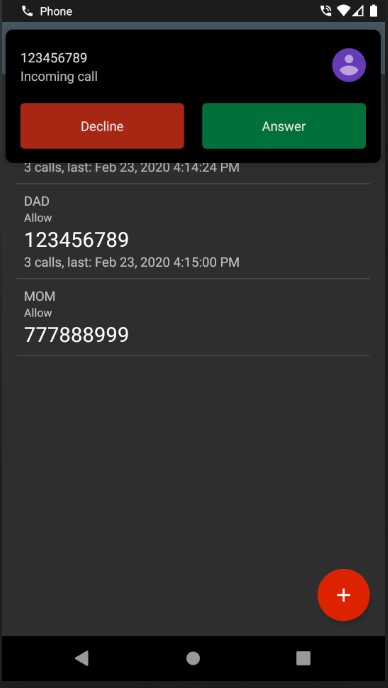 Phone
123456789
Incoming call
Decline
Answer
3 calls, last: Feb 23, 2020 4:14:24 PM
DAD
Allow
123456789
3 calls, last: Feb 23, 2020 4:15:00 PM
MOM
Allow
777888999
+